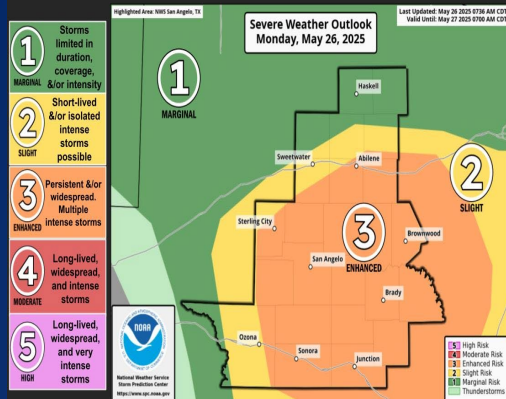 Highlighted Area: NWS San Angelo, TX
Severe Weather Outlook
Monday, May 26, 2025
Last Updated: May 26 2025 0736 AM CDT
Valid Until: May 27 2025 0700 AM CDT
1
MARGINAL
Storms
limited in
duration,
coverage,
&/or intensity
2
SLIGHT
Short-lived
&/or isolated
intense
storms
possible
3
ENHANCED
Persistent &/or
widespread.
Multiple
intense storms
4
MODERATE
Long-lived,
widespread,
and intense
storms
5
HIGH
Long-lived,
widespread,
and very
intense
storms
1
MARGINAL
Haskell
Sweetwater
Abilene
2
SLIGHT
Sterling City
3
ENHANCED
Brownwood
San Angelo
Brady
Ozona
Sonora
Junction
NOAA
National Weather Service
Storm Prediction Center
https://www.spc.noaa.gov
5 High Risk
4 Moderate Risk
3 Enhanced Risk
2 Slight Risk
1 Marginal Risk
Thunderstorms